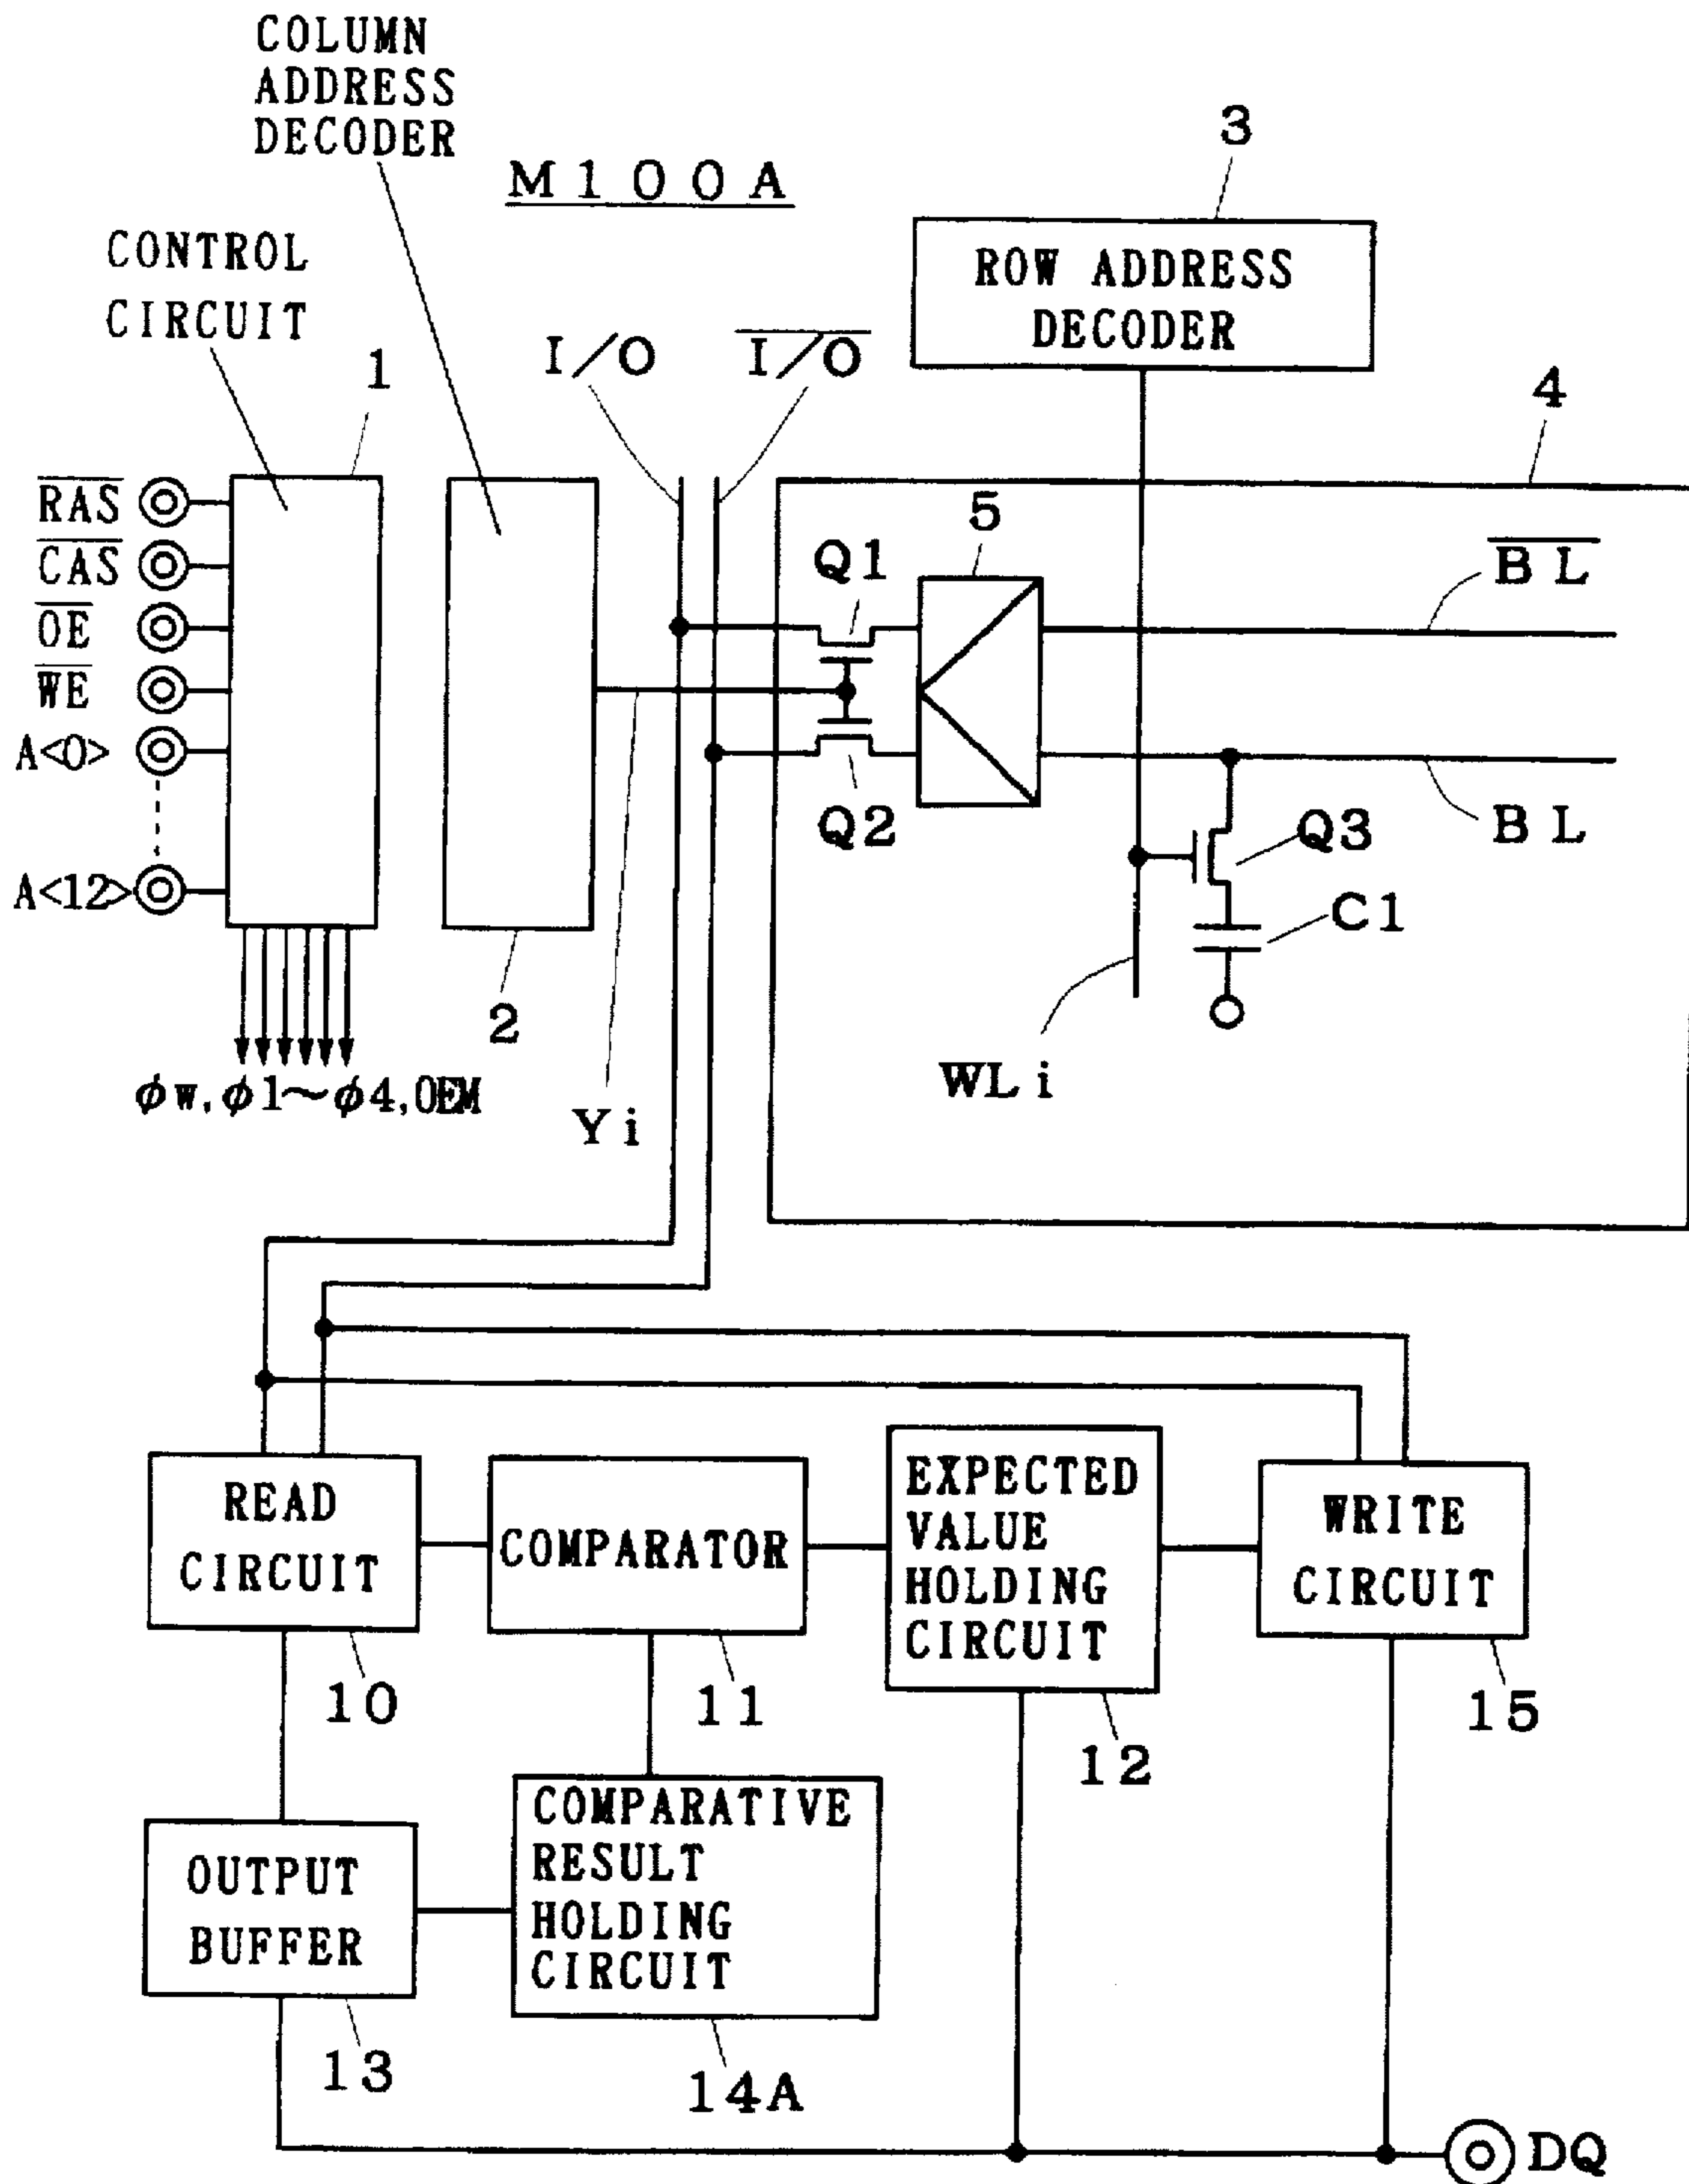 COLUMN
ADDRESS
DECODER
M100A
3
CONTROL
CIRCUIT
ROW ADDRESS
DECODER
I/O
I/O
1
4
RAS
CAS
OE
WE
A<0>
A<12>
5
Q1
BL
Q2
BL
Q3
C1
2
WLi
φw,φ1~φ4,OEM
Yi
READ
CIRCUIT
10
COMPARATOR
11
EXPECTED
VALUE
HOLDING
CIRCUIT
12
WRITE
CIRCUIT
15
OUTPUT
BUFFER
13
COMPARATIVE
RESULT
HOLDING
CIRCUIT
14A
DQ